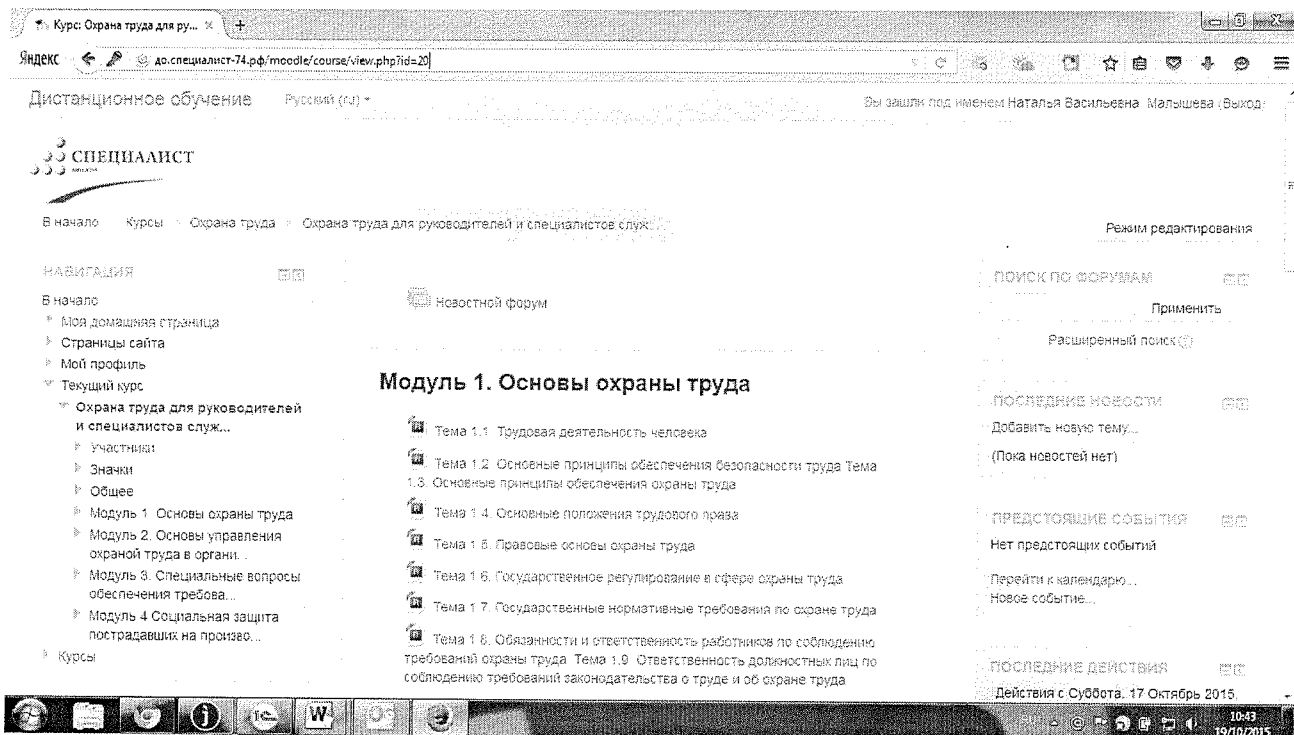 Курс: Охрана труда для ру... × +
Яндекс до.специалист-74.рф/moodle/course/view.php?id=20
Дистанционное обучение Русский (ru) Вы зашли под именем Наталья Васильевна Малышева (Выход)
СПЕЦИАЛИСТ
В начало Курсы Охрана труда Охрана труда для руководителей и специалистов служ...
Режим редактирования
НАВИГАЦИЯ
В начало
Моя домашняя страница
Страницы сайта
Мой профиль
Текущий курс
Охрана труда для руководителей
и специалистов служ...
Участники
Значки
Общее
Модуль 1 Основы охраны труда
Модуль 2. Основы управления
охраной труда в органи...
Модуль 3. Специальные вопросы
обеспечения требова...
Модуль 4 Социальная защита
пострадавших на произво...
Курсы
Новостной форум
Модуль 1. Основы охраны труда
Тема 1.1 Трудовая деятельность человека
Тема 1.2 Основные принципы обеспечения безопасности труда Тема
1.3. Основные принципы обеспечения охраны труда
Тема 1.4. Основные положения трудового права
Тема 1.5. Правовые основы охраны труда
Тема 1.6. Государственное регулирование в сфере охраны труда
Тема 1.7. Государственные нормативные требования по охране труда
Тема 1.8. Обязанности и ответственность работников по соблюдению
требований охраны труда Тема 1.9 Ответственность должностных лиц по
соблюдению требований законодательства о труде и об охране труда
ПОИСК ПО ФОРУМАМ
Применить
Расширенный поиск
ПОСЛЕДНИЕ НОВОСТИ
Добавить новую тему...
(Пока новостей нет)
ПРЕДСТОЯЩИЕ СОБЫТИЯ
Нет предстоящих событий
Перейти к календарю...
Новое событие...
ПОСЛЕДНИЕ ДЕЙСТВИЯ
Действия с Суббота, 17 Октябрь 2015,
10:43
19/10/2015